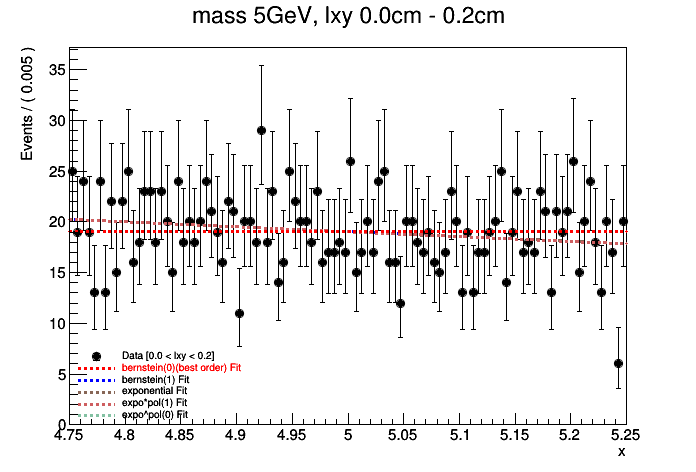 mass 5GeV, lxy 0.0cm - 0.2cm
Events / ( 0.005 )
35
30
25
20
15
10
5
0
Data [0.0 < lxy < 0.2]
bernstein(0)(best order) Fit
bernstein(1) Fit
exponential Fit
expo*pol(1) Fit
expo^pol(0) Fit
4.75 4.8 4.85 4.9 4.95 5 5.05 5.1 5.15 5.2 5.25
x